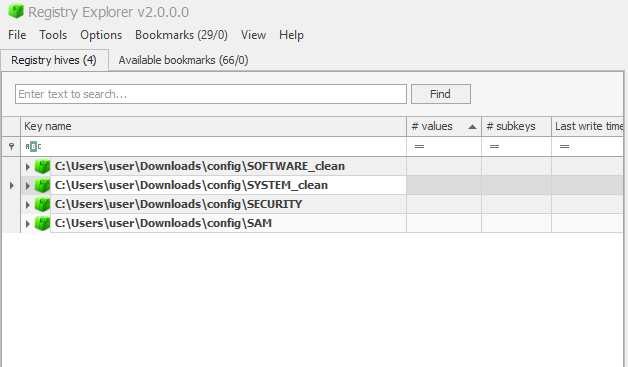 Registry Explorer v2.0.0.0
File Tools Options Bookmarks (29/0) View Help
Registry hives (4) Available bookmarks (66/0)
Enter text to search... Find
Key name # values # subkeys Last write time
ABC = = =
C:\Users\user\Downloads\config\SOFTWARE_clean
C:\Users\user\Downloads\config\SYSTEM_clean
C:\Users\user\Downloads\config\SECURITY
C:\Users\user\Downloads\config\SAM